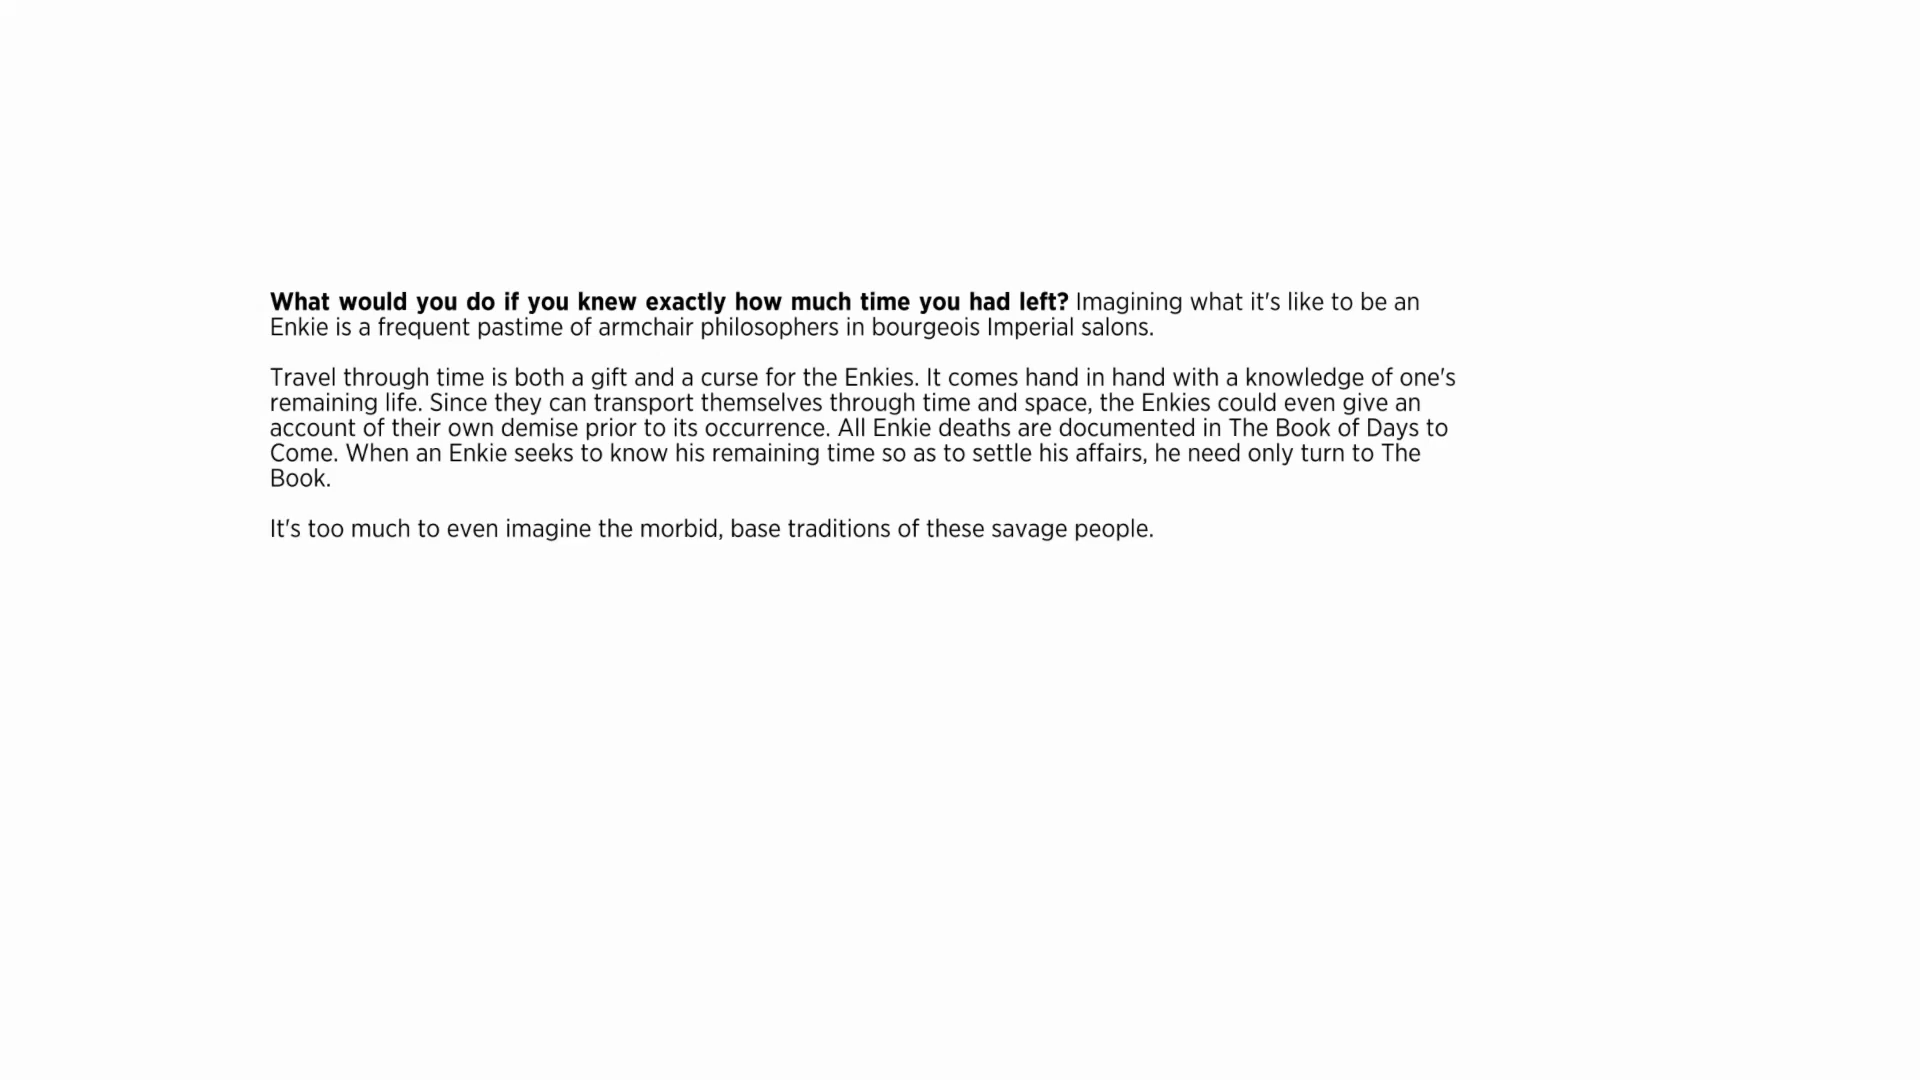 What would you do if you knew exactly how much time you had left? Imagining what it's like to be an
Enkie is a frequent pastime of armchair philosophers in bourgeois Imperial salons.
Travel through time is both a gift and a curse for the Enkies. It comes hand in hand with a knowledge of one's
remaining life. Since they can transport themselves through time and space, the Enkies could even give an
account of their own demise prior to its occurrence. All Enkie deaths are documented in The Book of Days to
Come. When an Enkie seeks to know his remaining time so as to settle his affairs, he need only turn to The
Book.
It's too much to even imagine the morbid, base traditions of these savage people.